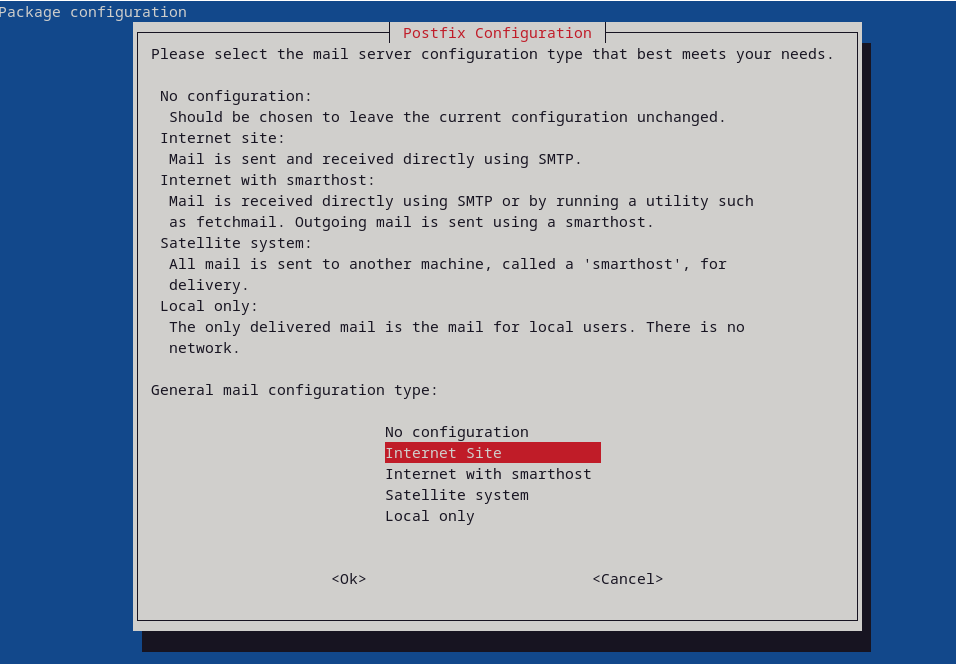 Package configuration
Postfix Configuration
Please select the mail server configuration type that best meets your needs.
No configuration:
Should be chosen to leave the current configuration unchanged.
Internet site:
Mail is sent and received directly using SMTP.
Internet with smarthost:
Mail is received directly using SMTP or by running a utility such
as fetchmail. Outgoing mail is sent using a smarthost.
Satellite system:
All mail is sent to another machine, called a 'smarthost', for
delivery.
Local only:
The only delivered mail is the mail for local users. There is no
network.
General mail configuration type:
No configuration
Internet Site
Internet with smarthost
Satellite system
Local only
<Ok> <Cancel>